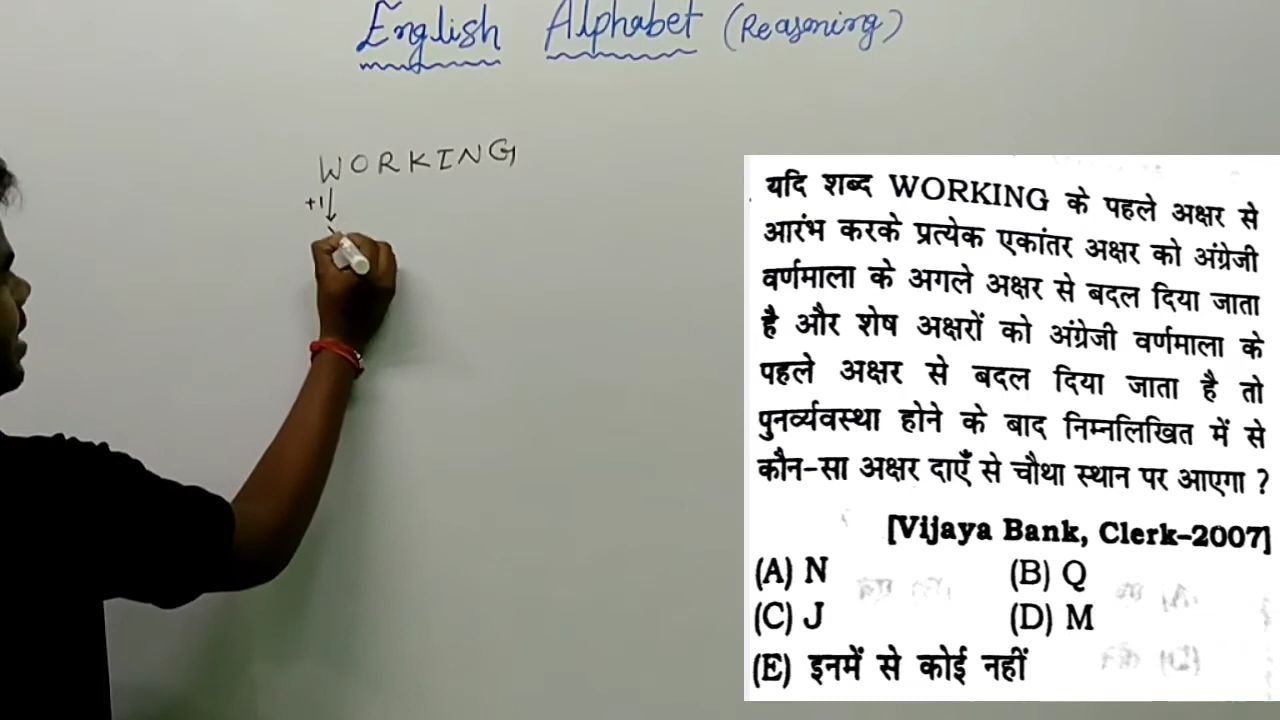 English Alphabet (Reasoning)
WORKING
+1
यदि शब्द WORKING के पहले अक्षर से
आरंभ करके प्रत्येक एकांतर अक्षर को अंग्रेजी
वर्णमाला के अगले अक्षर से बदल दिया जाता
है और शेष अक्षरों को अंग्रेजी वर्णमाला के
पहले अक्षर से बदल दिया जाता है तो
पुनर्व्यवस्था होने के बाद निम्नलिखित में से
कौन-सा अक्षर दाएँ से चौथा स्थान पर आएगा ?
[Vijaya Bank, Clerk–2007]
(A) N (B) Q
(C) J (D) M
(E) इनमें से कोई नहीं